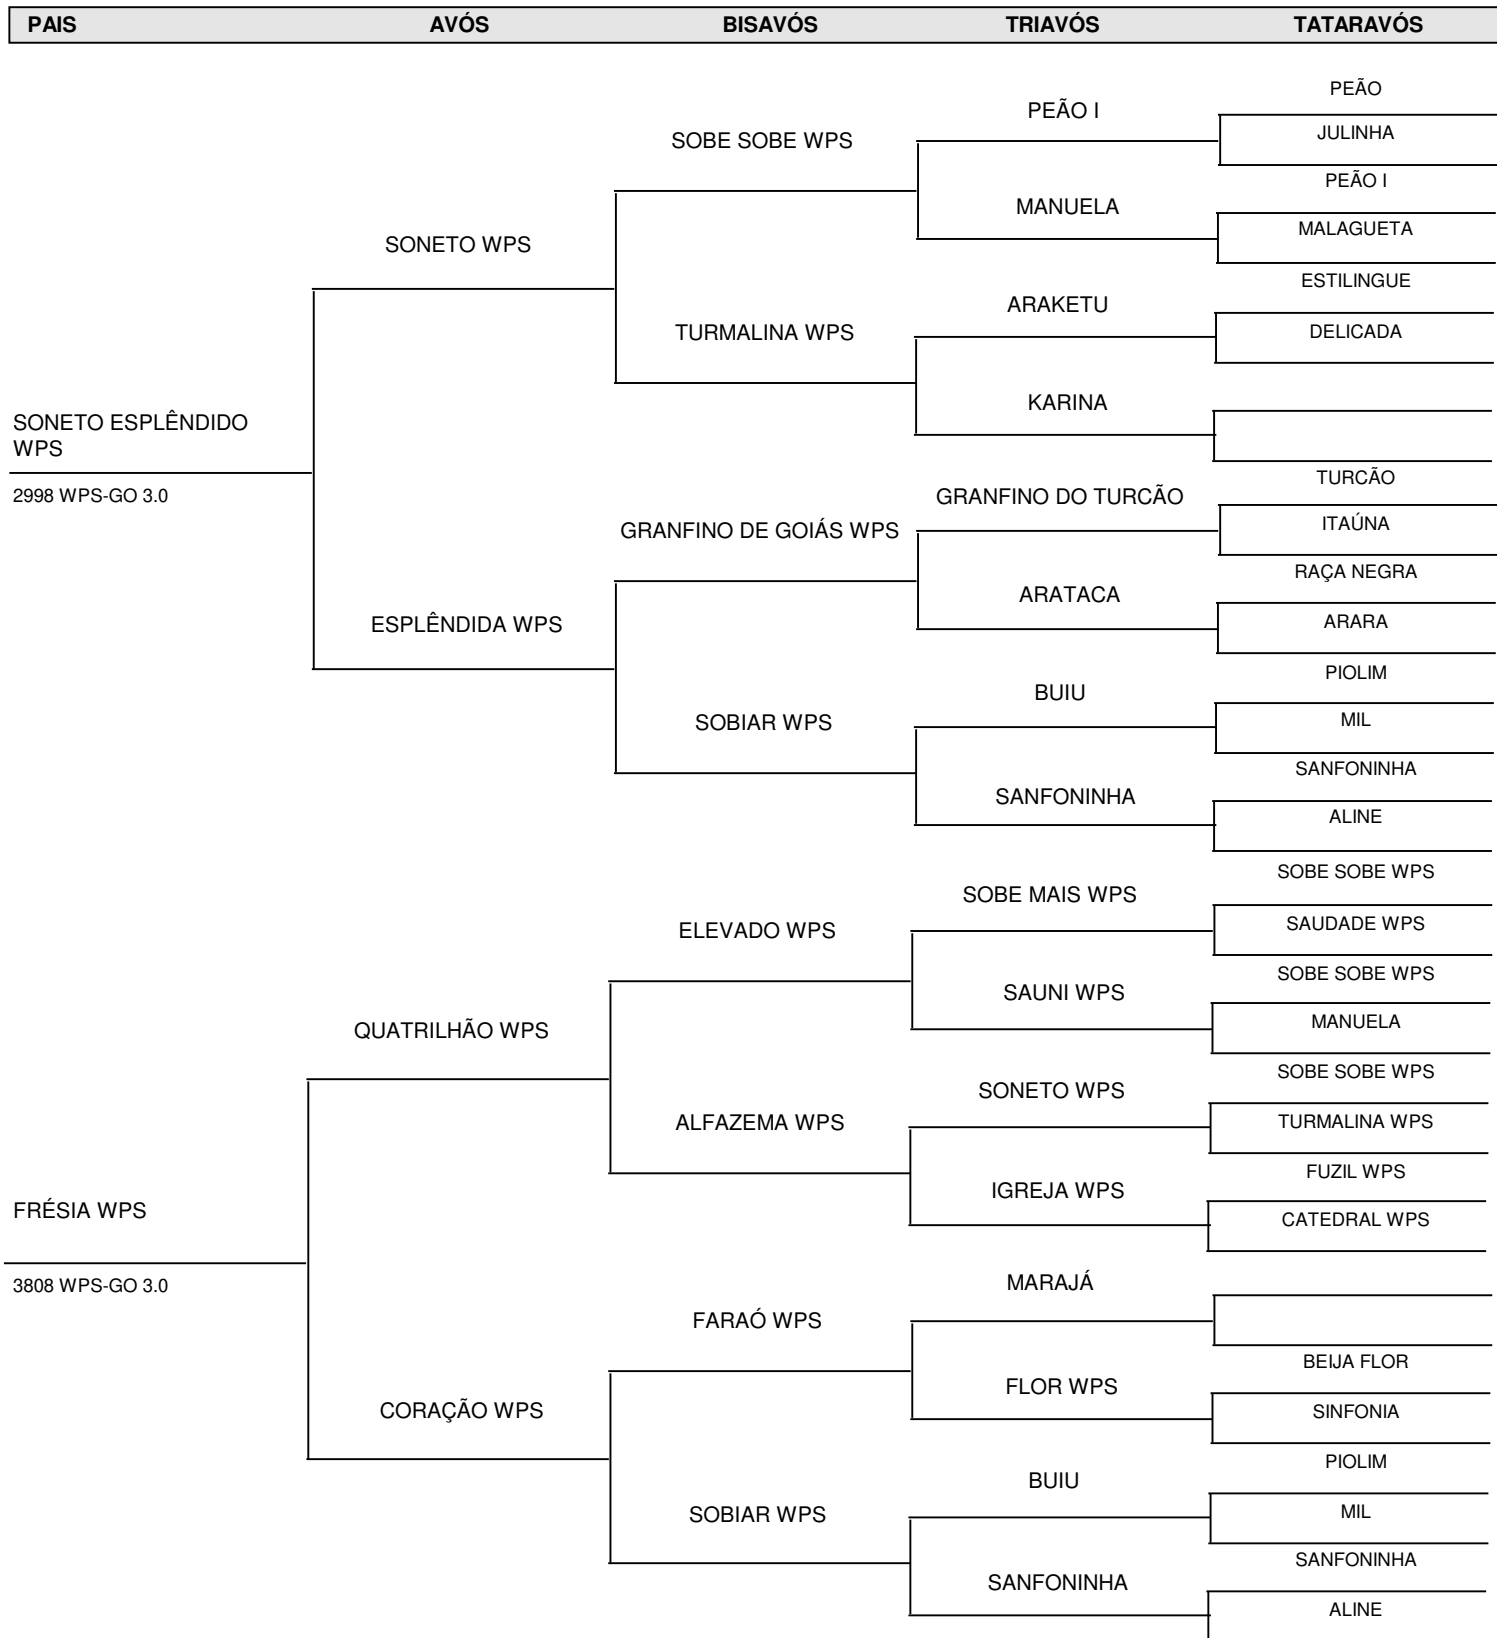 PAIS AVÓS BISAVÓS TRIAVÓS TATARAVÓS
PEÃO
PEÃO I
JULINHA
SOBE SOBE WPS
PEÃO I
MANUELA
MALAGUETA
SONETO WPS
ESTILINGUE
ARAKETU
TURMALINA WPS
DELICADA
KARINA
SONETO ESPLÊNDIDO
WPS
2998 WPS-GO 3.0
TURCÃO
GRANFINO DO TURCÃO
ITAÚNA
GRANFINO DE GOIÁS WPS
RAÇA NEGRA
ARATACA
ARARA
ESPLÊNDIDA WPS
PIOLIM
BUIU
MIL
SOBIAR WPS
SANFONINHA
SANFONINHA
ALINE
SOBE SOBE WPS
SOBE MAIS WPS
SAUDADE WPS
ELEVADO WPS
SOBE SOBE WPS
SAUNI WPS
MANUELA
QUATRILHÃO WPS
SOBE SOBE WPS
SONETO WPS
TURMALINA WPS
ALFAZEMA WPS
FUZIL WPS
IGREJA WPS
CATEDRAL WPS
FRÉSIA WPS
3808 WPS-GO 3.0
MARAJÁ
FARAÓ WPS
BEIJA FLOR
FLOR WPS
SINFONIA
CORAÇÃO WPS
PIOLIM
BUIU
MIL
SOBIAR WPS
SANFONINHA
SANFONINHA
ALINE